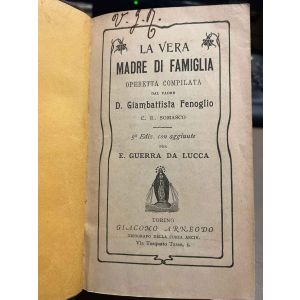 LA VERA
MADRE DI FAMIGLIA
OPERETTA COMPILATA
DAL PADRE
D. Giambattista Fenoglio
C. R. SOMASCO
5ª Ediz. con aggiunte
PER
E. GUERRA DA LUCCA
TORINO
GIACOMO ARNEODO
TIPOGRAFO DELLA CURIA ARCIV.
Via Torquato Tasso, 5.